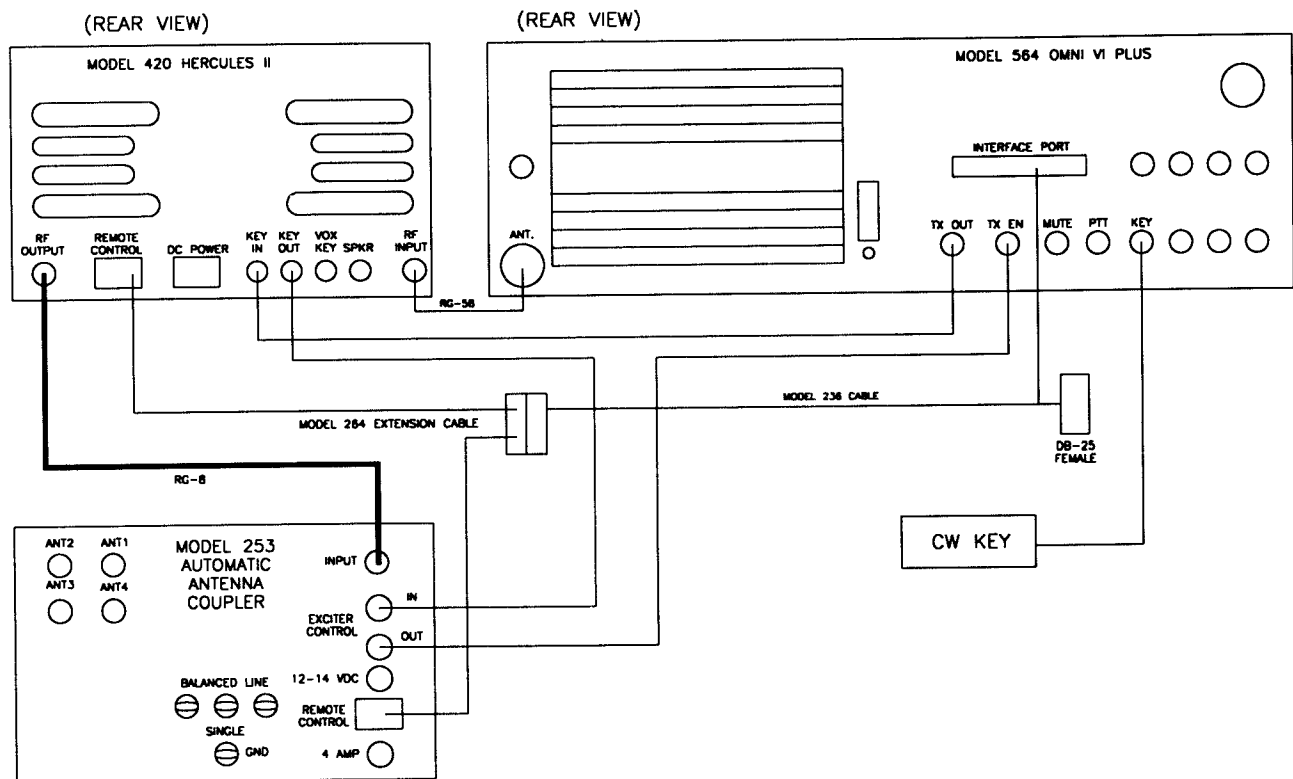 (REAR VIEW)
MODEL 420 HERCULES II
RF
OUTPUT
REMOTE
CONTROL
DC POWER
KEY
IN
KEY
OUT
VOX
KEY
SPKR
RF
INPUT
(REAR VIEW)
MODEL 564 OMNI VI PLUS
ANT.
INTERFACE PORT
TX OUT
TX EN
MUTE
PTT
KEY
RG-58
MODEL 264 EXTENSION CABLE
MODEL 236 CABLE
DB-25
FEMALE
RG-8
CW KEY
ANT2
ANT1
ANT3
ANT4
MODEL 253
AUTOMATIC
ANTENNA
COUPLER
INPUT
IN
EXCITER
CONTROL
OUT
12-14 VDC
BALANCED LINE
REMOTE
CONTROL
SINGLE
GND
4 AMP